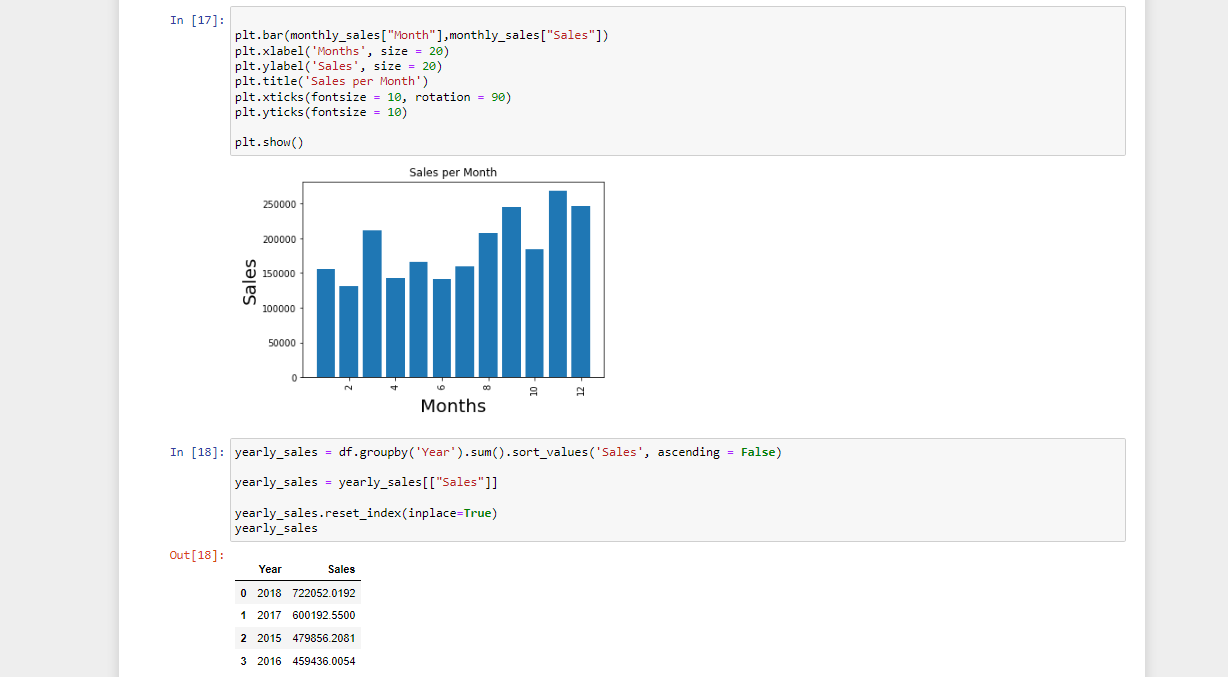 In [17]:
plt.bar(monthly_sales["Month"],monthly_sales["Sales"])
plt.xlabel('Months', size = 20)
plt.ylabel('Sales', size = 20)
plt.title('Sales per Month')
plt.xticks(fontsize = 10, rotation = 90)
plt.yticks(fontsize = 10)
plt.show()
Sales per Month
Sales
250000
200000
150000
100000
50000
0
2 4 6 8 10 12
Months
In [18]:
yearly_sales = df.groupby('Year').sum().sort_values('Sales', ascending = False)
yearly_sales = yearly_sales[["Sales"]]
yearly_sales.reset_index(inplace=True)
yearly_sales
Out[18]:
Year Sales
0 2018 722052.0192
1 2017 600192.5500
2 2015 479856.2081
3 2016 459436.0054